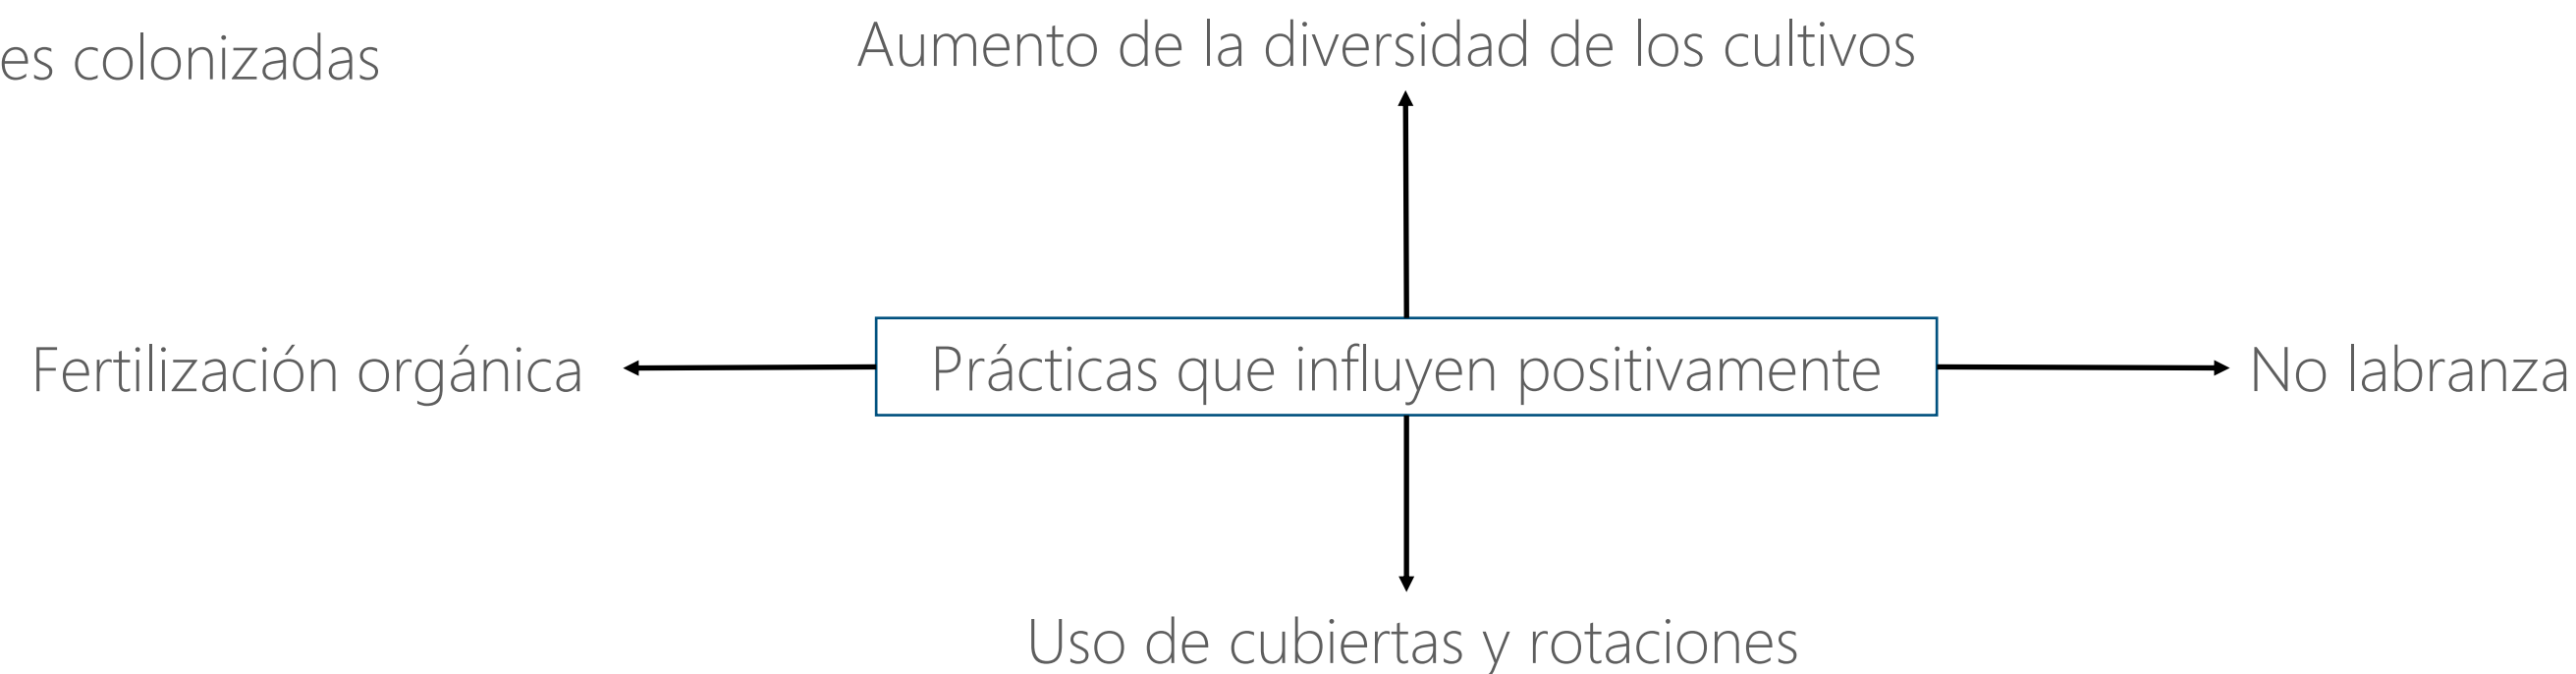 es colonizadas
Aumento de la diversidad de los cultivos
Fertilización orgánica
Prácticas que influyen positivamente
No labranza
Uso de cubiertas y rotaciones